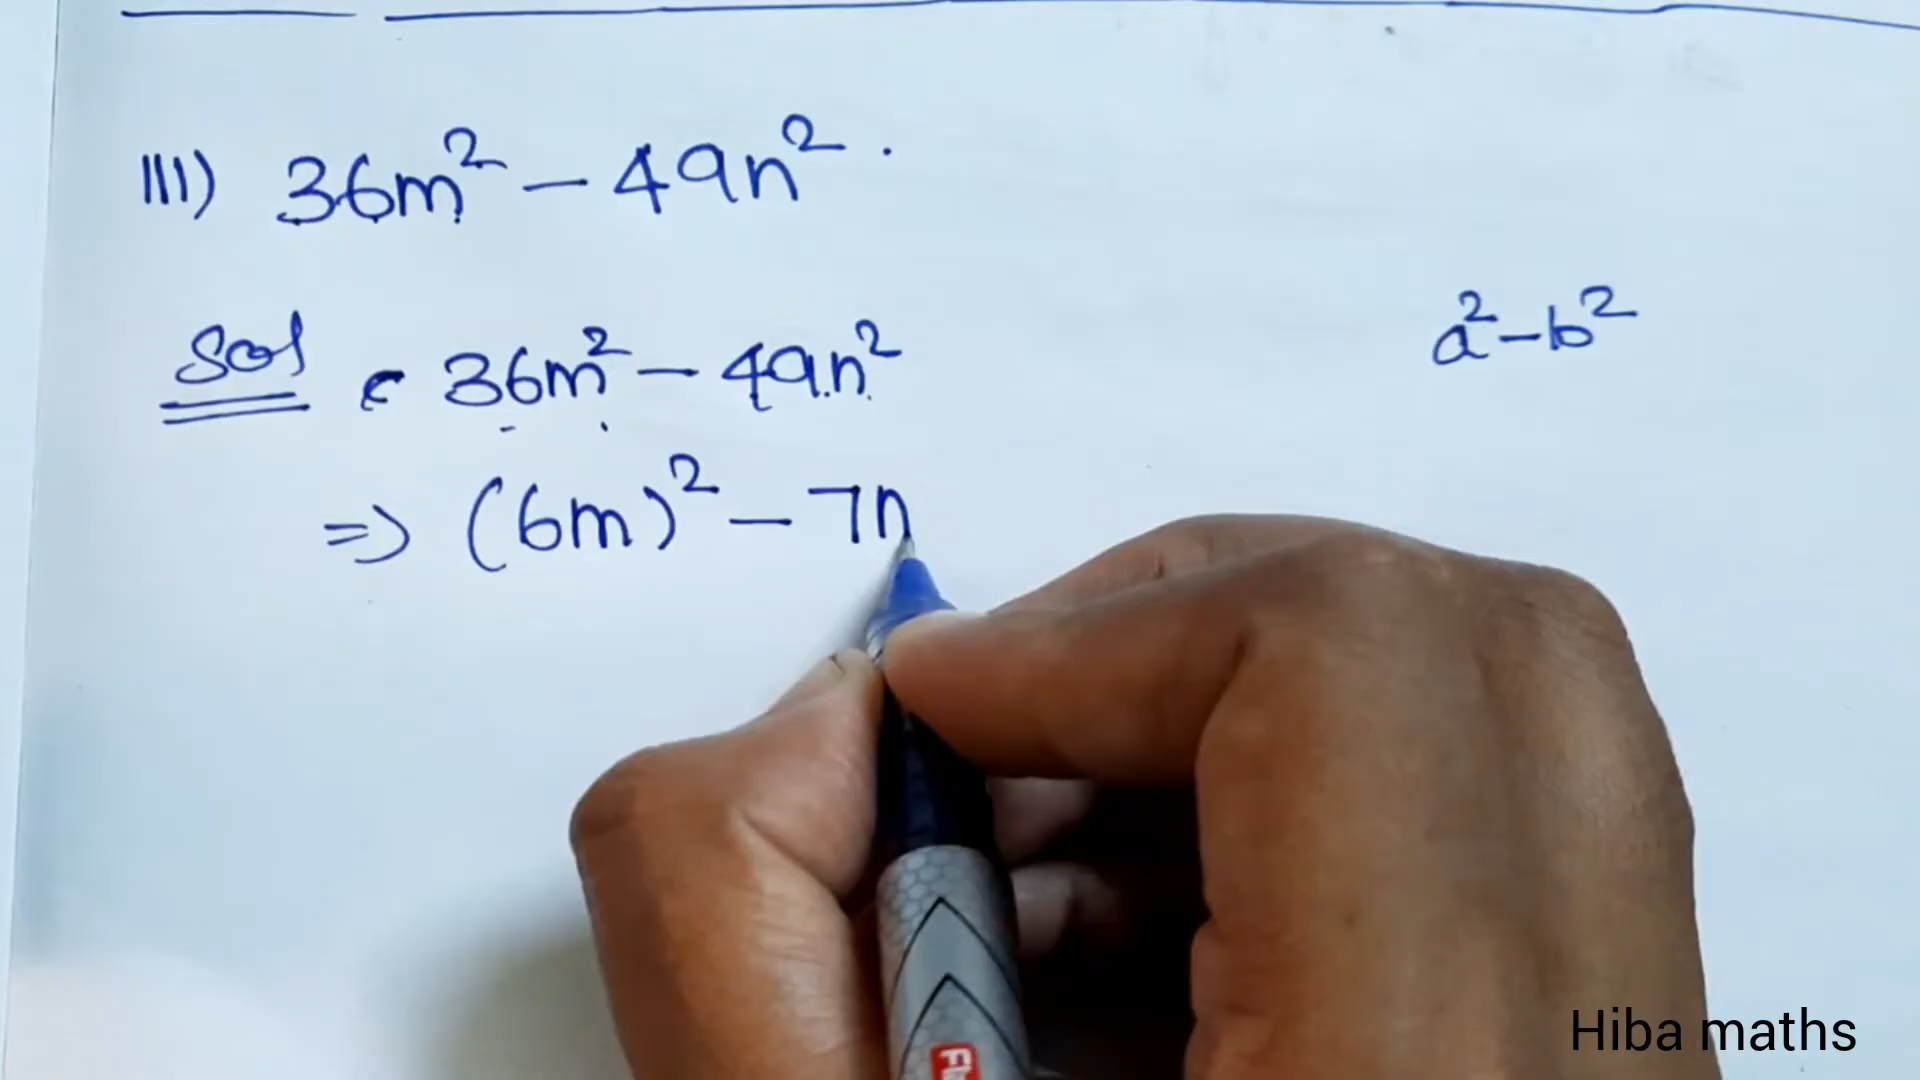 III) 36m² - 49n².
Sol 36m² - 49n²
a² - b²
=> (6m)² - 7n
Hiba maths